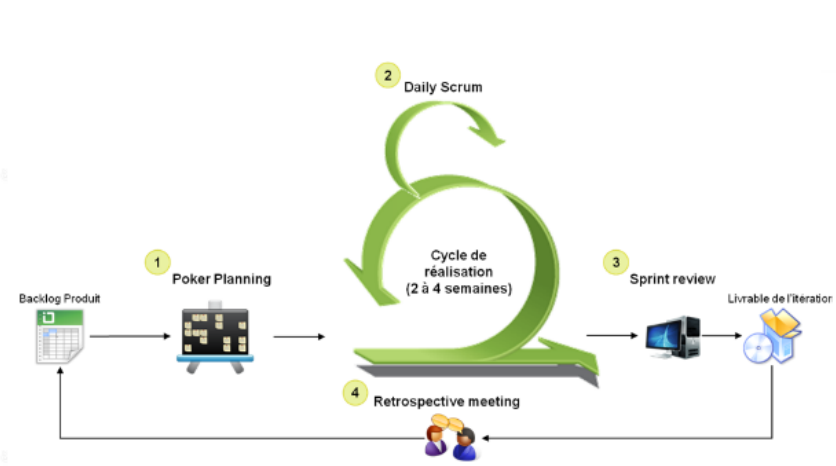 2
Daily Scrum
1
Poker Planning
Cycle de
réalisation
(2 à 4 semaines)
3
Sprint review
Backlog Produit
Livrable de l'itération
4
Retrospective meeting